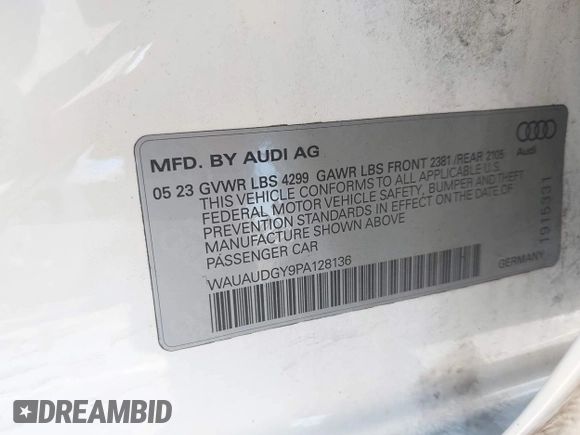 MFD. BY AUDI AG
Audi
05 23 GVWR LBS 4299 GAWR LBS FRONT 2381 /REAR 2105
THIS VEHICLE CONFORMS TO ALL APPLICABLE U.S.
FEDERAL MOTOR VEHICLE SAFETY, BUMPER AND THEFT
PREVENTION STANDARDS IN EFFECT ON THE DATE OF
MANUFACTURE SHOWN ABOVE
PASSENGER CAR
WAUAUDGY9PA128136
GERMANY
1915331
DREAMBID